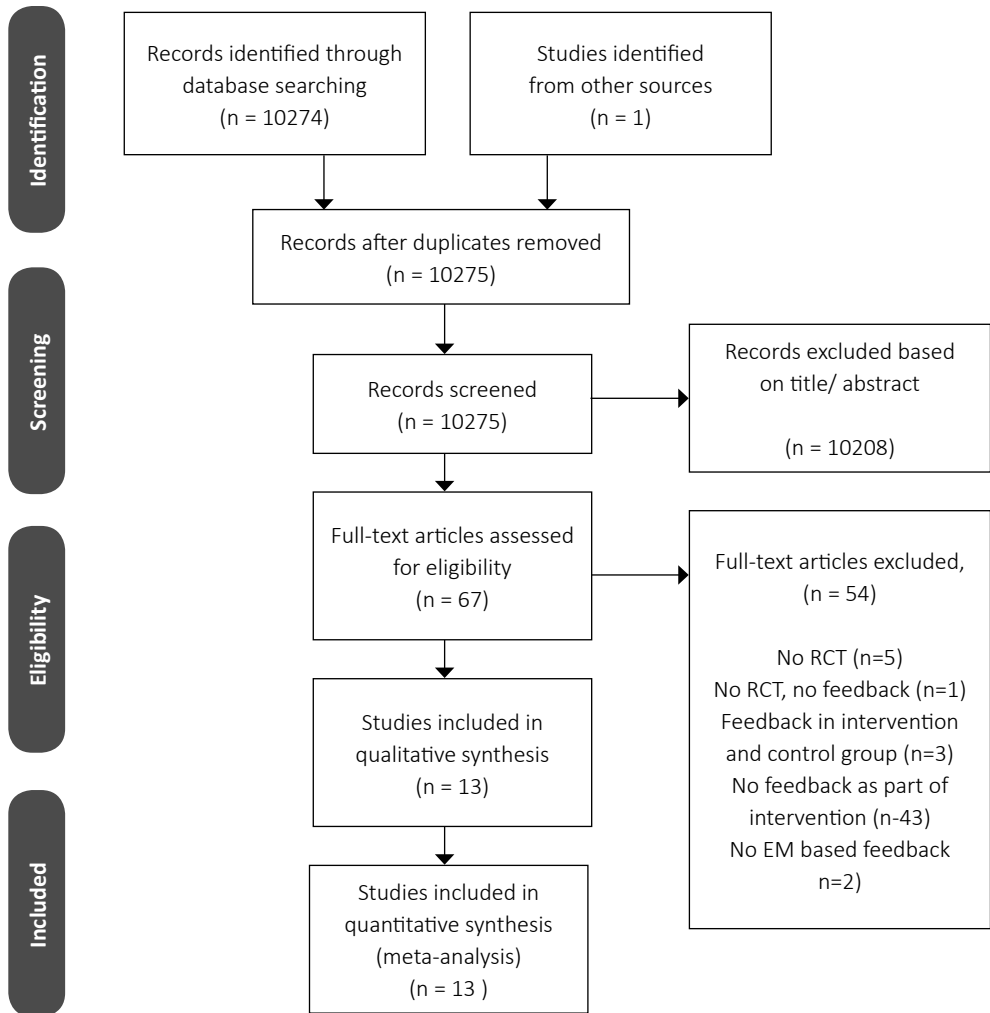 Identification
Records identified through
database searching
(n = 10274)
Studies identified
from other sources
(n = 1)
Records after duplicates removed
(n = 10275)
Screening
Records screened
(n = 10275)
Records excluded based
on title/ abstract
(n = 10208)
Eligibility
Full-text articles assessed
for eligibility
(n = 67)
Full-text articles excluded,
(n = 54)
No RCT (n=5)
No RCT, no feedback (n=1)
Feedback in intervention
and control group (n=3)
No feedback as part of
intervention (n-43)
No EM based feedback
n=2)
Studies included in
qualitative synthesis
(n = 13)
Included
Studies included in
quantitative synthesis
(meta-analysis)
(n = 13 )